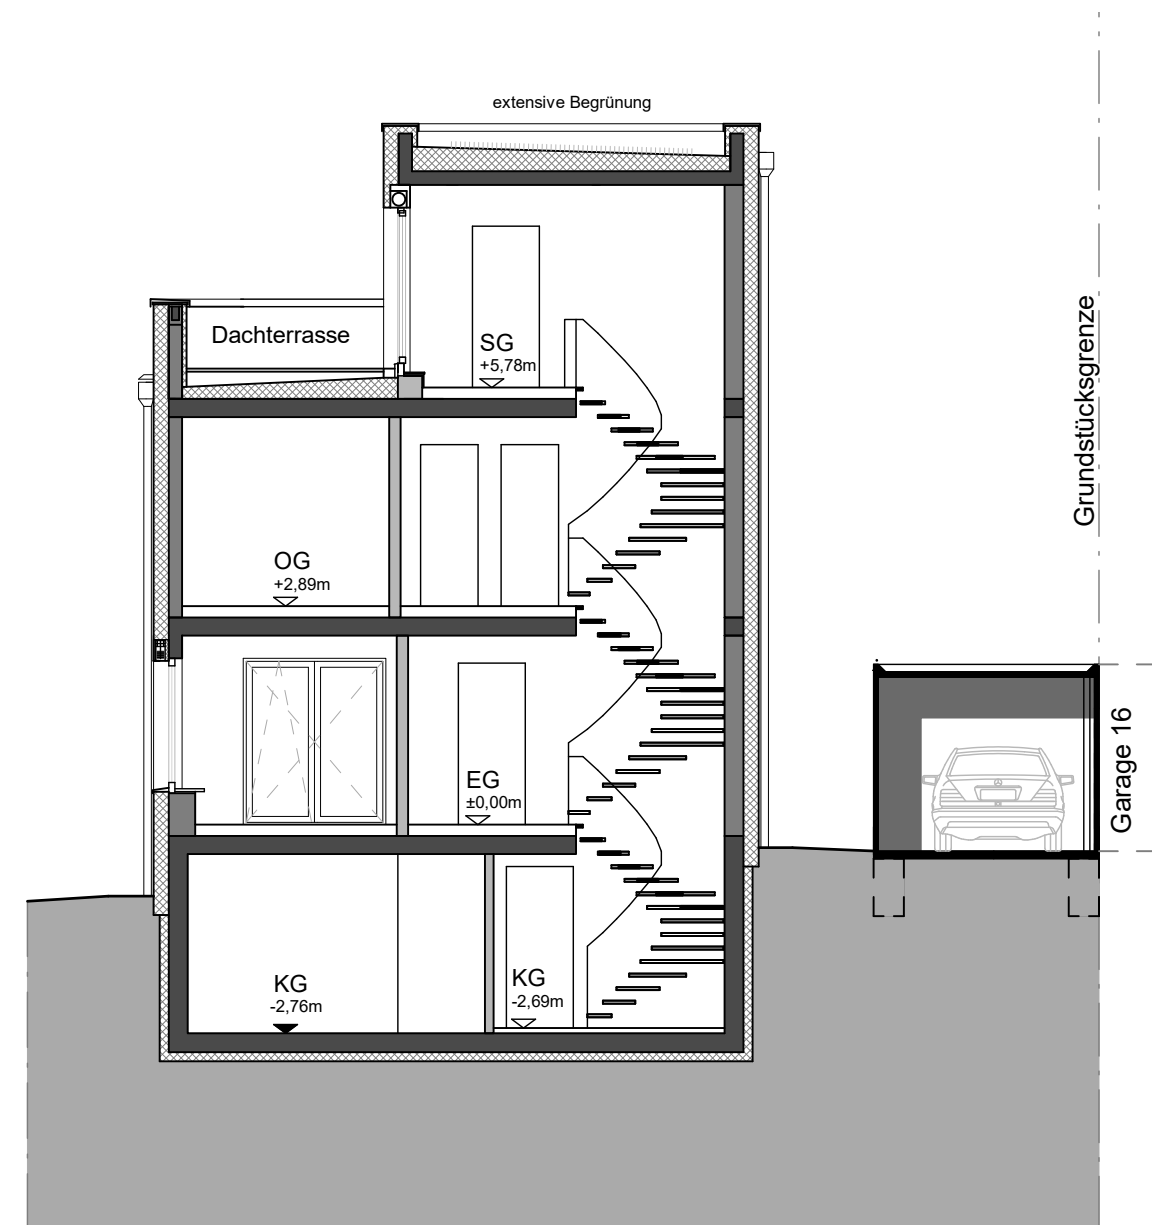 extensive Begrünung
Dachterrasse
SG
+5,78m
Grundstücksgrenze
OG
+2,89m
EG
±0,00m
Garage 16
KG
-2,76m
KG
-2,69m